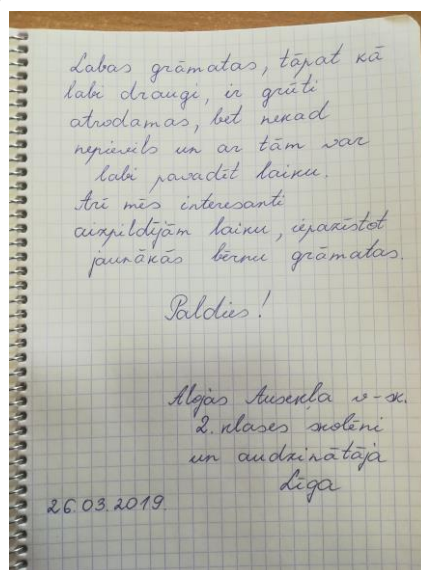 Labas grāmatas, tāpat kā
labi draugi, ir grūti
atrodamas, bet nekad
nepievils un ar tām var
labi pavadīt laiku.
Arī mēs interesanti
aizpildījām laiku, iepazīstot
jaunākās bērnu grāmatas.
Paldies!
Alojas Ausekļa v-sk.
2. klases skolēni
un audzinātāja
Līga
26.03.2019.